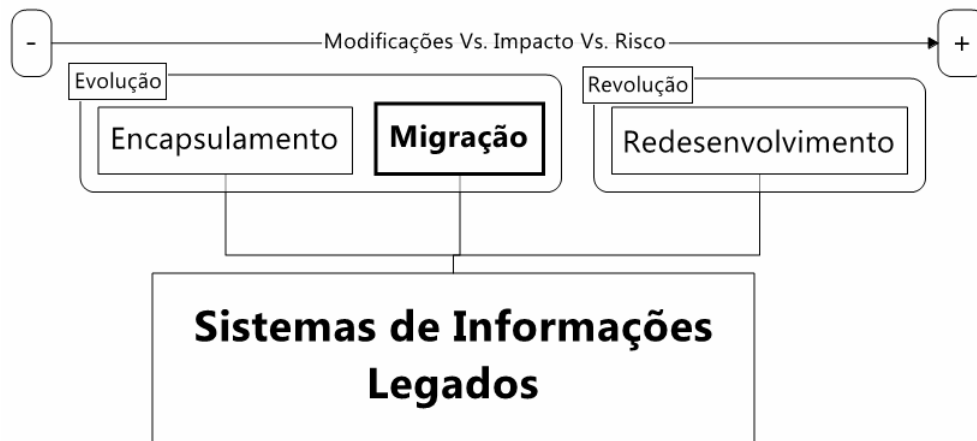 -
Modificações Vs. Impacto Vs. Risco
+
Evolução
Revolução
Encapsulamento
Migração
Redesenvolvimento
Sistemas de Informações
Legados